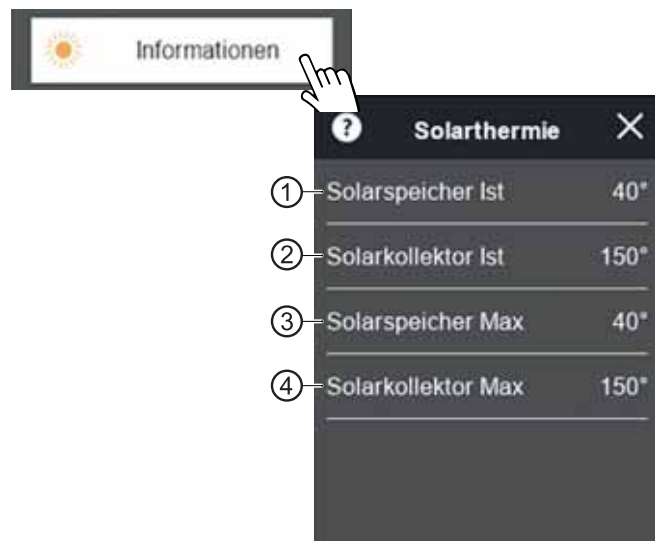 Informationen
? Solarthermie X
① Solarspeicher Ist 40°
② Solarkollektor Ist 150°
③ Solarspeicher Max 40°
④ Solarkollektor Max 150°